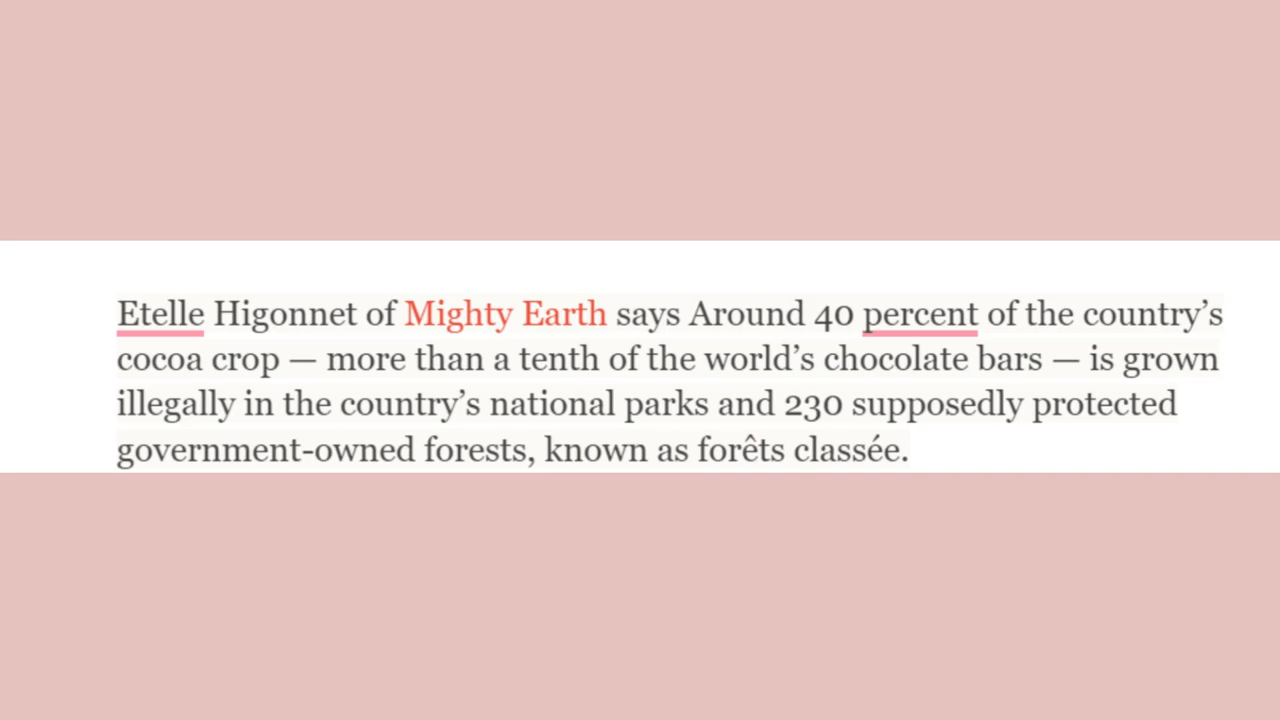 Etelle Higonnet of Mighty Earth says Around 40 percent of the country’s
cocoa crop — more than a tenth of the world’s chocolate bars — is grown
illegally in the country’s national parks and 230 supposedly protected
government-owned forests, known as forêts classée.